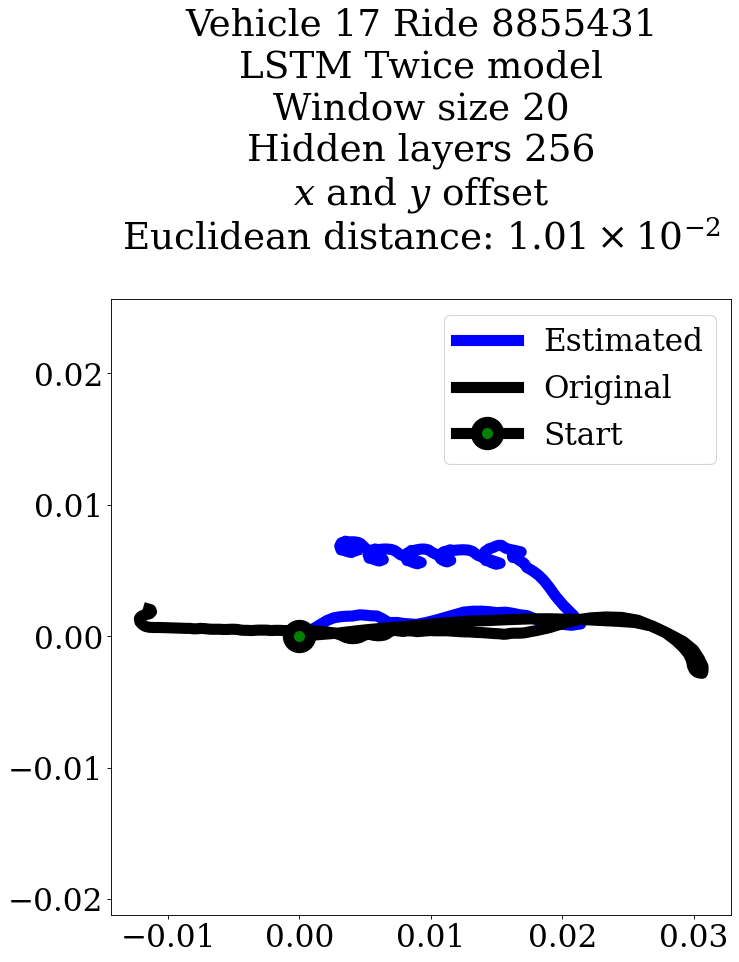 Vehicle 17 Ride 8855431
LSTM Twice model
Window size 20
Hidden layers 256
x and y offset
Euclidean distance: 1.01 × 10⁻²
Estimated
Original
Start
0.02
0.01
0.00
−0.01
−0.02
−0.01 0.00 0.01 0.02 0.03